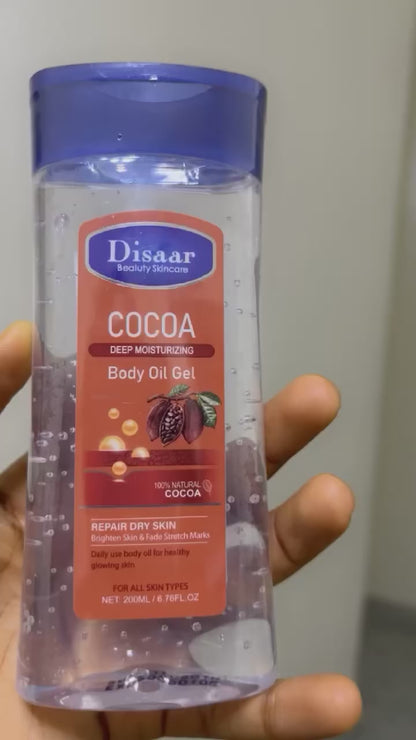 Disaar
Bealuty Skincare
COCOA
DEEP MOISTURIZING
Body Oil Gel
100% NATURAL
COCOA
REPAIR DRY SKIN
Brighten Skin & Fade Stretch Marks
Daily use body oil for healthy
glowing skin
FOR ALL SKIN TYPES
NET: 200ML / 6.76FL.OZ